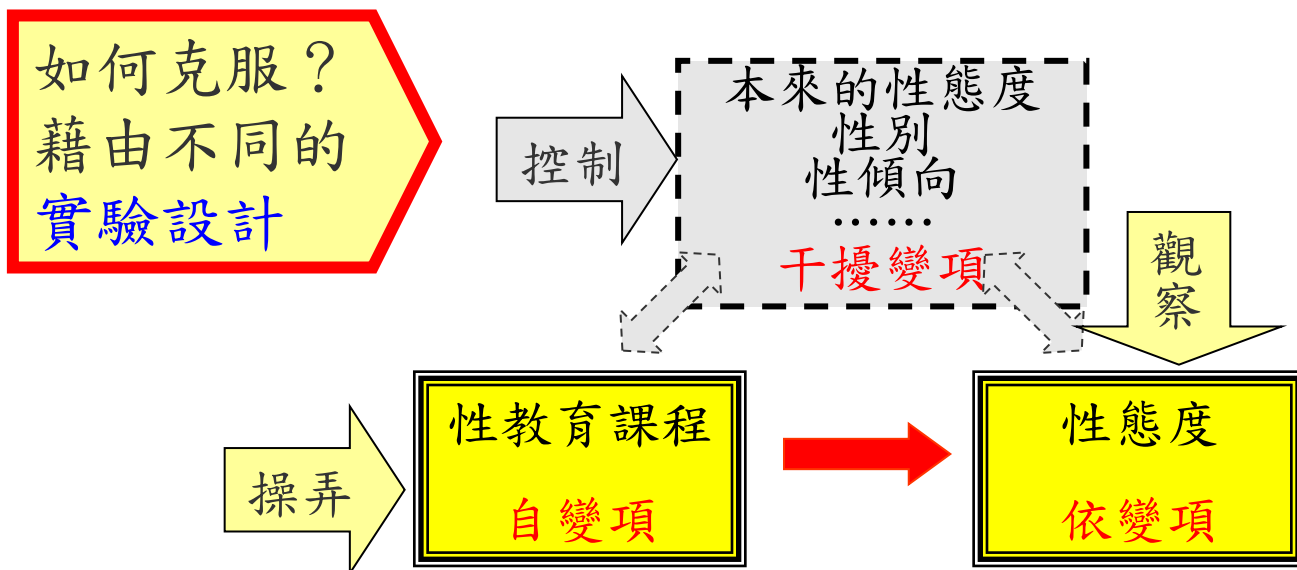 如何克服？
藉由不同的
實驗設計
控制
本來的性態度
性別
性傾向
……
干擾變項
觀
察
操弄
性教育課程
自變項
性態度
依變項